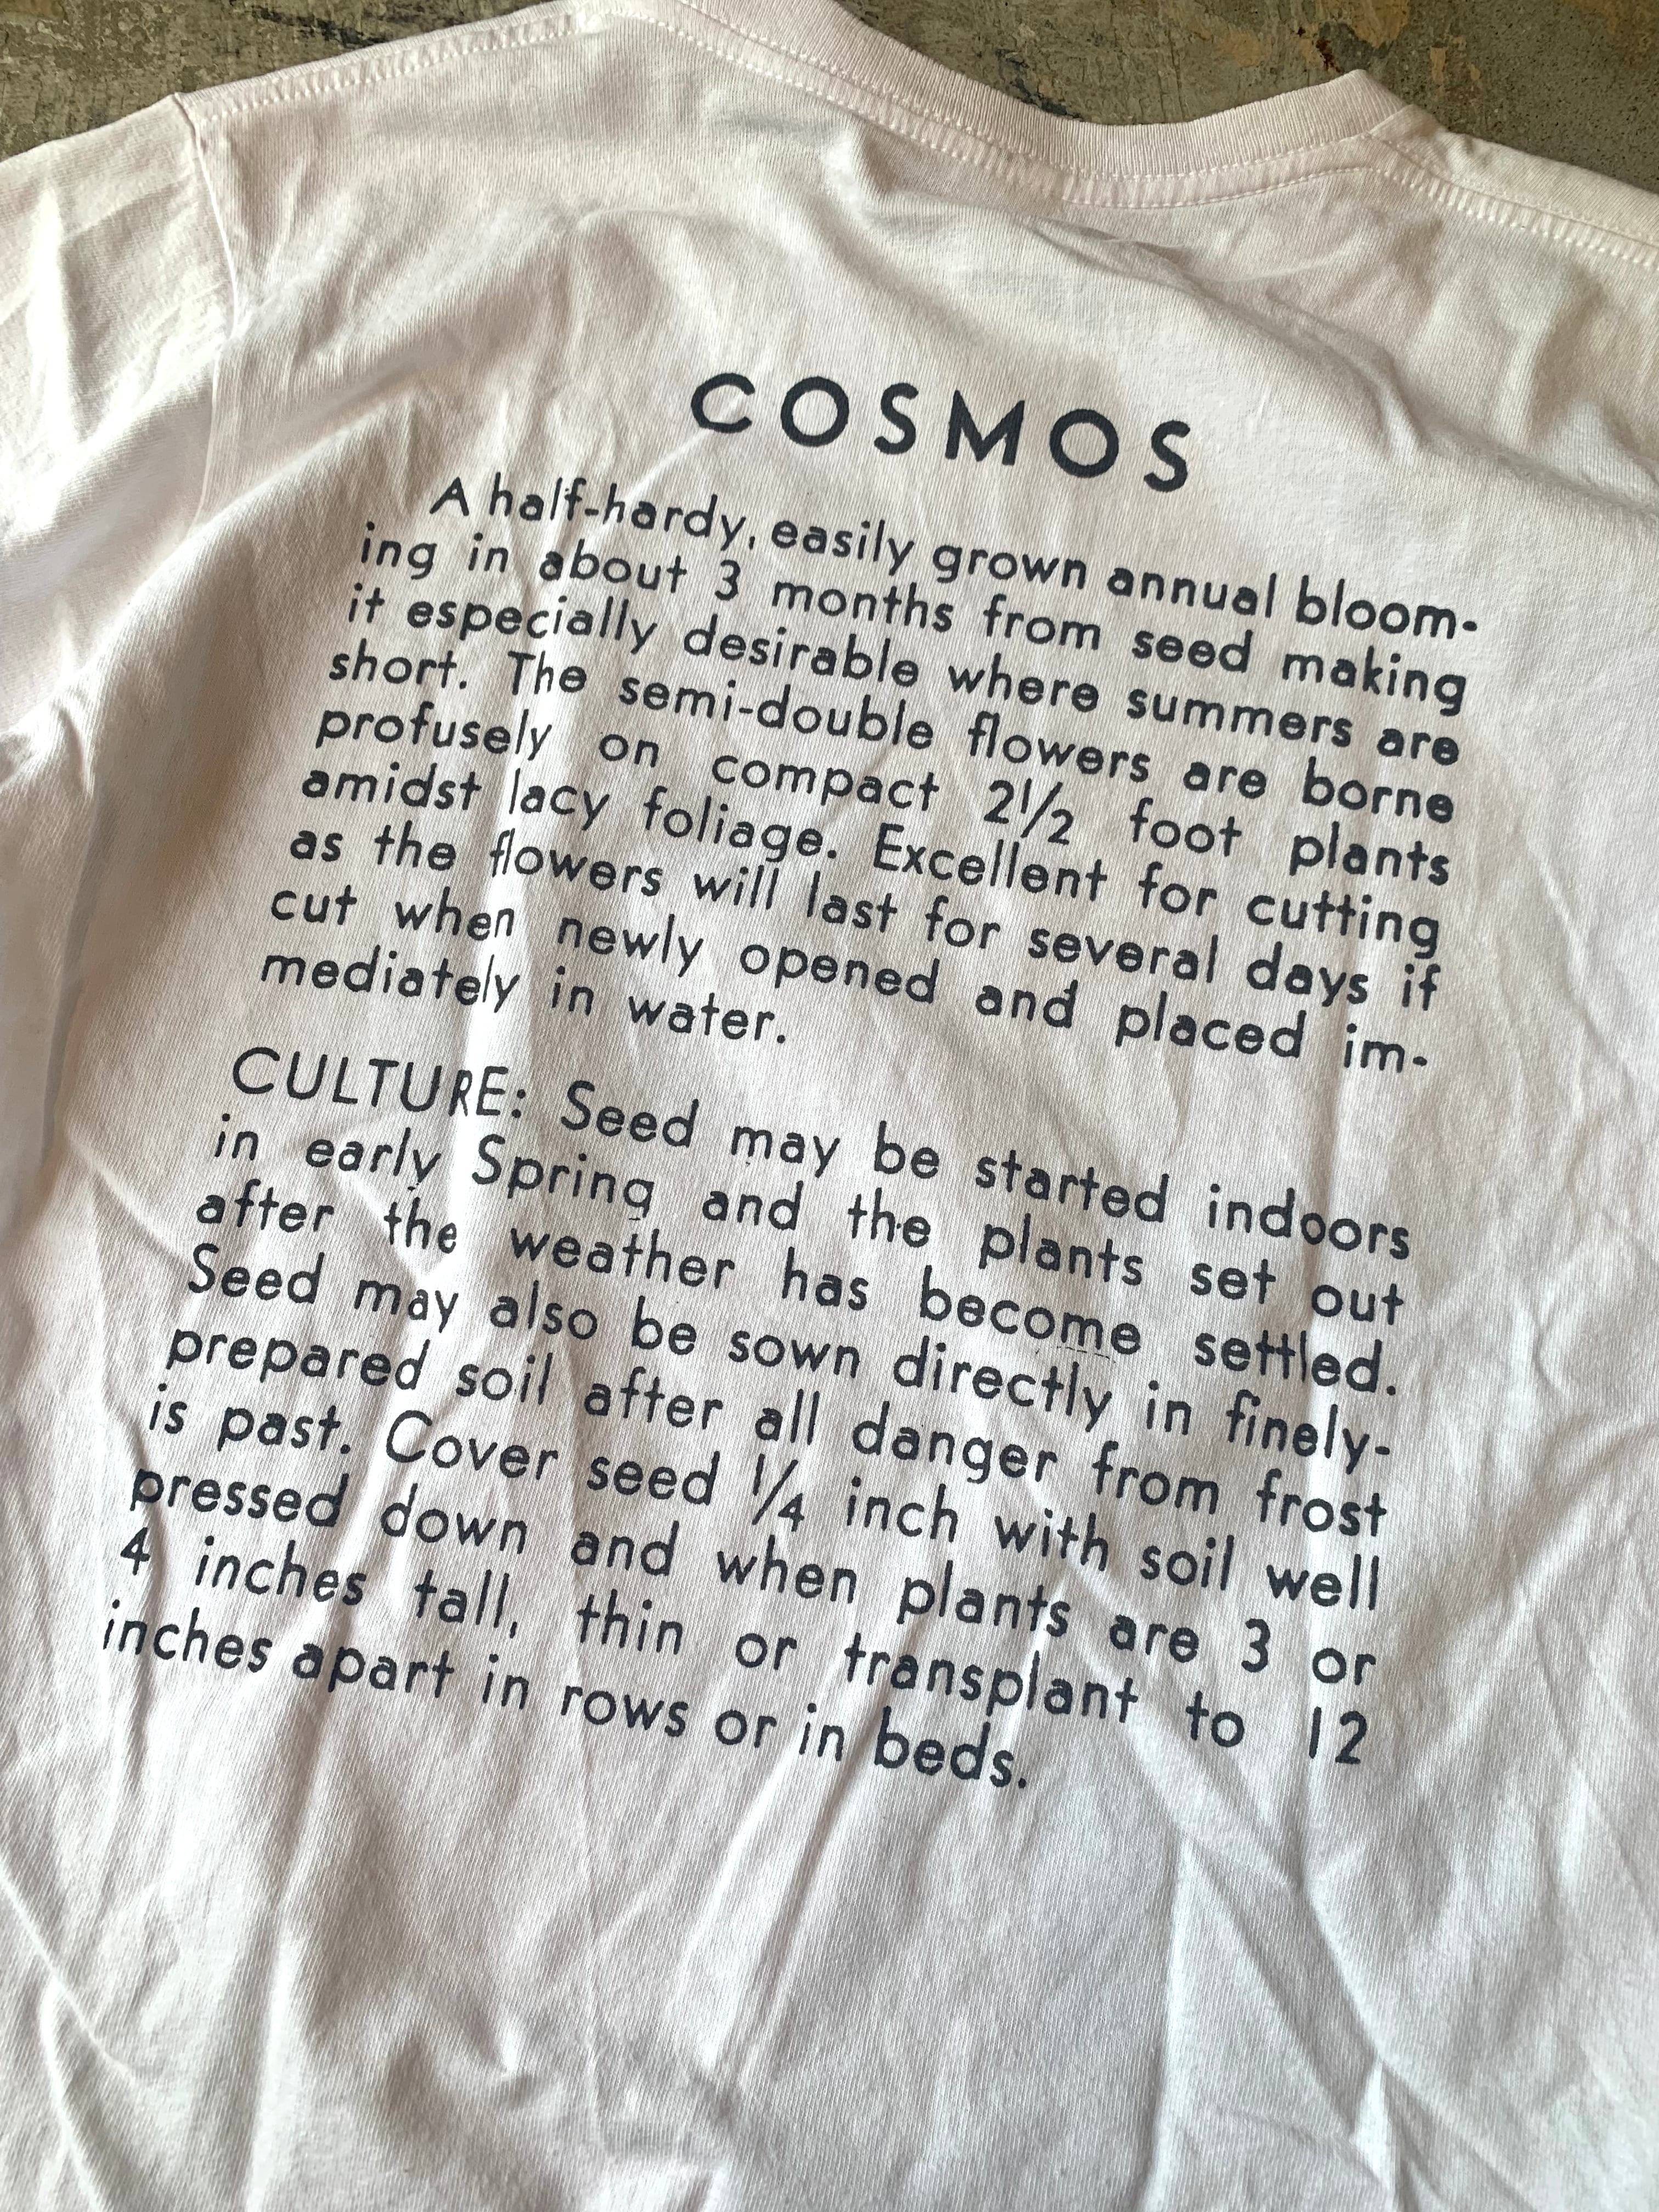 COSMOS
A half-hardy, easily grown annual bloom-
ing in about 3 months from seed making
it especially desirable where summers are
short. The semi-double flowers are borne
profusely on compact 2½ foot plants
amidst lacy foliage. Excellent for cutting
as the flowers will last for several days if
cut when newly opened and placed im-
mediately in water.
CULTURE: Seed may be started indoors
in early Spring and the plants set out
after the weather has become settled.
Seed may also be sown directly in finely-
prepared soil after all danger from frost
is past. Cover seed ¼ inch with soil well
pressed down and when plants are 3 or
4 inches tall, thin or transplant to 12
inches apart in rows or in beds.